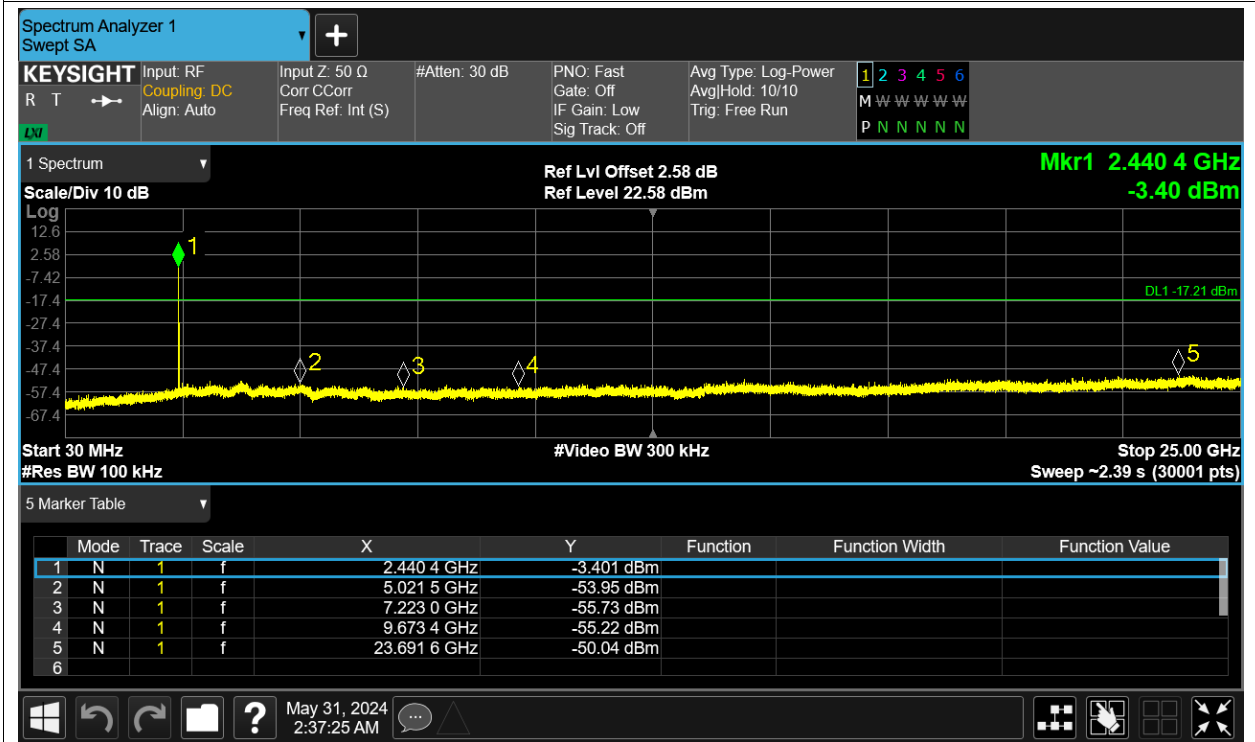 Spectrum Analyzer 1
Swept SA
+
KEYSIGHT
R T
LXI
Input: RF
Coupling: DC
Align: Auto
Input Z: 50 Ω
Corr CCorr
Freq Ref: Int (S)
#Atten: 30 dB
PNO: Fast
Gate: Off
IF Gain: Low
Sig Track: Off
Avg Type: Log-Power
Avg|Hold: 10/10
Trig: Free Run
1 2 3 4 5 6
M W W W W W
P N N N N N
1 Spectrum
Scale/Div 10 dB
Ref Lvl Offset 2.58 dB
Ref Level 22.58 dBm
Mkr1 2.440 4 GHz
-3.40 dBm
Log
12.6
2.58
-7.42
-17.4
-27.4
-37.4
-47.4
-57.4
-67.4
1
2
3
4
5
DL1 -17.21 dBm
Start 30 MHz
#Video BW 300 kHz
Stop 25.00 GHz
#Res BW 100 kHz
Sweep ~2.39 s (30001 pts)
5 Marker Table
Mode Trace Scale X Y Function Function Width Function Value
1 N 1 f 2.440 4 GHz -3.401 dBm
2 N 1 f 5.021 5 GHz -53.95 dBm
3 N 1 f 7.223 0 GHz -55.73 dBm
4 N 1 f 9.673 4 GHz -55.22 dBm
5 N 1 f 23.691 6 GHz -50.04 dBm
6
?
May 31, 2024
2:37:25 AM